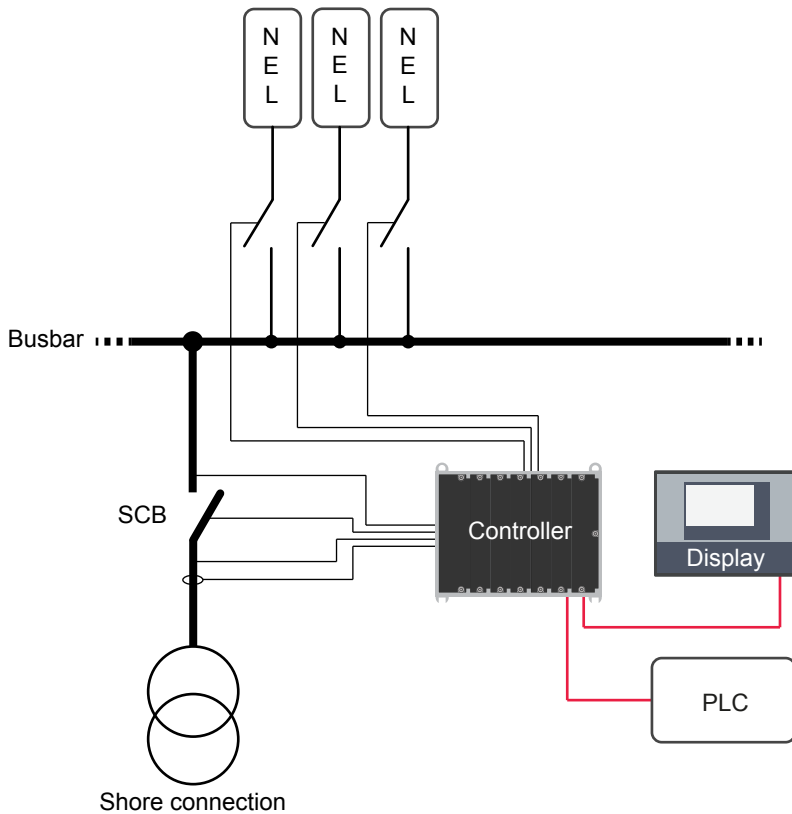 N
E
L
N
E
L
N
E
L
Busbar
SCB
Controller
Display
PLC
Shore connection